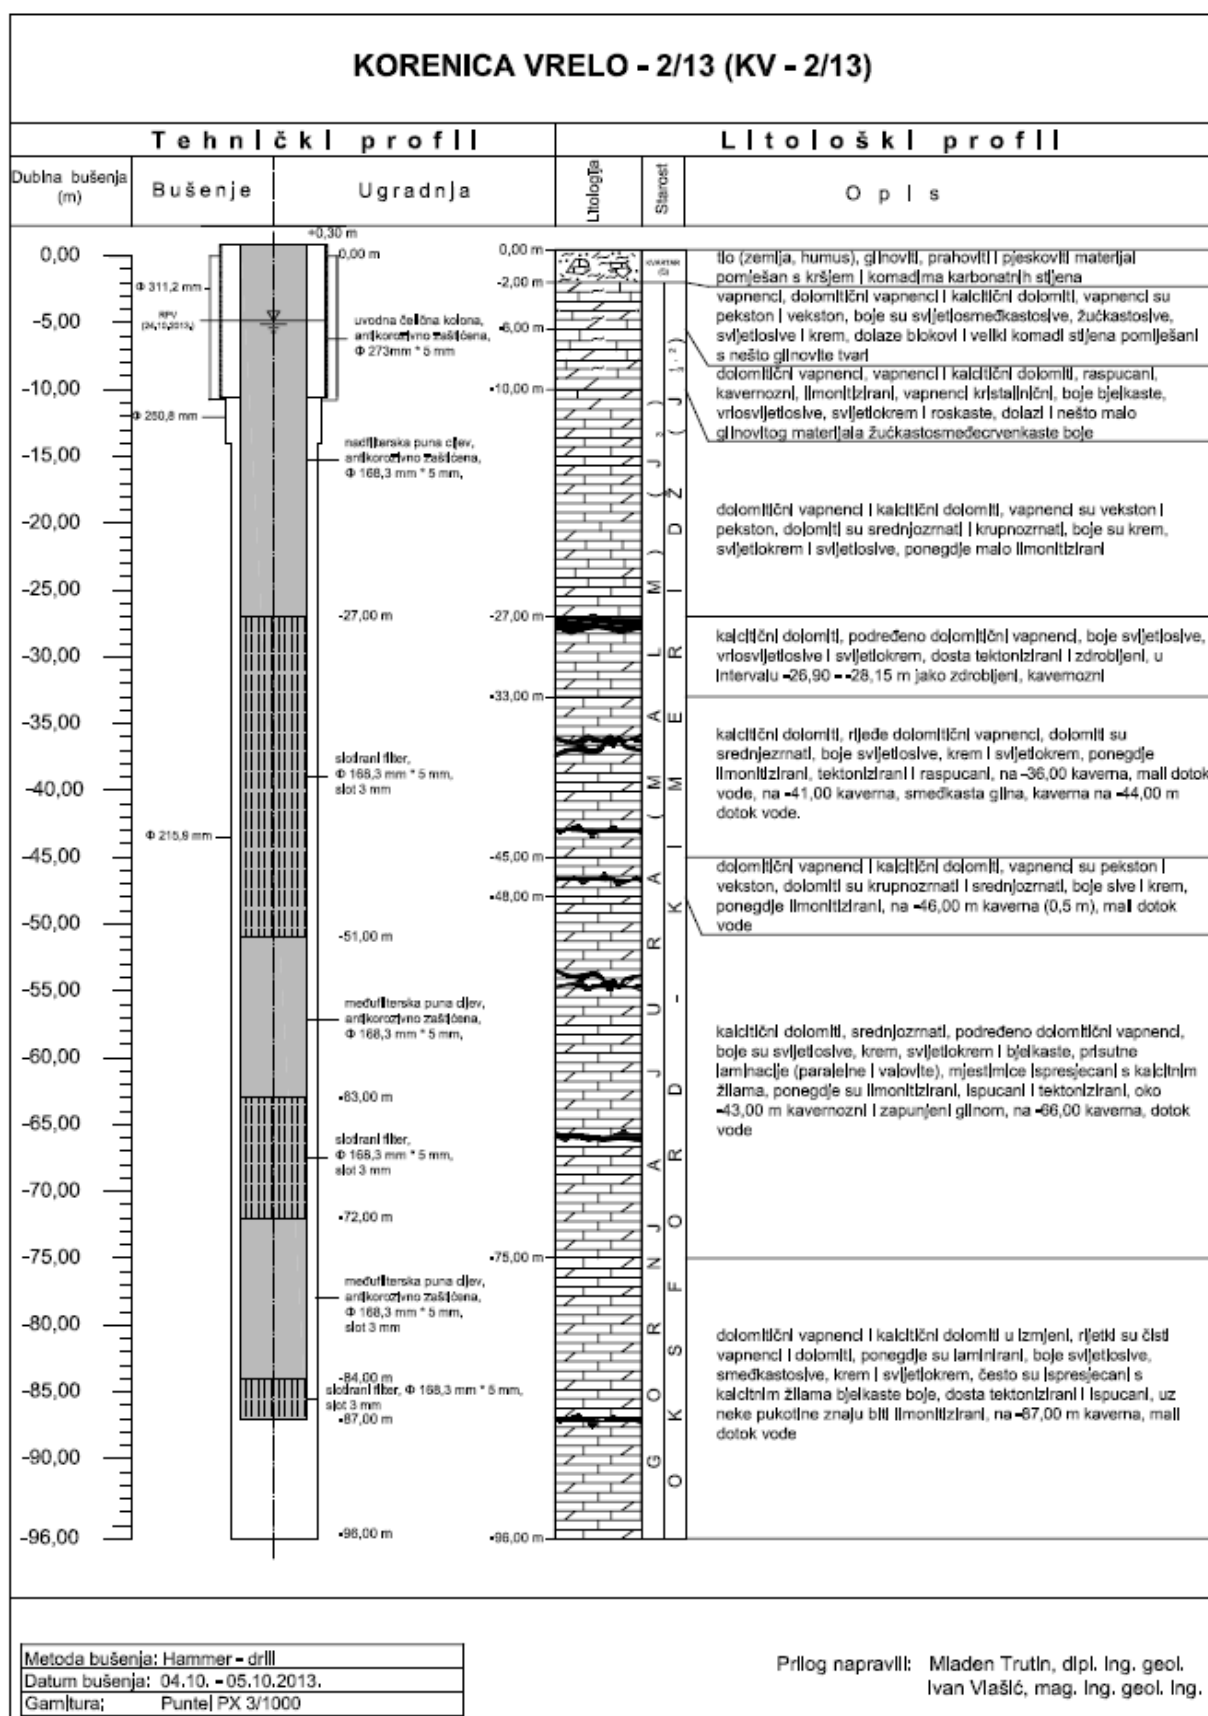 KORENICA VRELO - 2/13 (KV - 2/13)
Tehnički profil
Litološki profil
Dubina bušenja
(m)
Bušenje
Ugradnja
Litologija
Starost
Opis
0,00
-5,00
-10,00
-15,00
-20,00
-25,00
-30,00
-35,00
-40,00
-45,00
-50,00
-55,00
-60,00
-65,00
-70,00
-75,00
-80,00
-85,00
-90,00
-96,00
Φ 311,2 mm
RPV
(24.10.2013.)
Φ 250,8 mm
Φ 215,9 mm
+0,30 m
0,00 m
uvodna čelična kolona,
antikorozivno zaštićena,
Φ 273mm * 5 mm
nadfilterska puna cijev,
antikorozivno zaštićena,
Φ 168,3 mm * 5 mm,
-27,00 m
slotirani filter,
Φ 168,3 mm * 5 mm,
slot 3 mm
-51,00 m
međufilterska puna cijev,
antikorozivno zaštićena,
Φ 168,3 mm * 5 mm,
-63,00 m
slotirani filter,
Φ 168,3 mm * 5 mm,
slot 3 mm
-72,00 m
međufilterska puna cijev,
antikorozivno zaštićena,
Φ 168,3 mm * 5 mm,
slot 3 mm
-84,00 m
slotirani filter, Φ 168,3 mm * 5 mm,
slot 3 mm
-87,00 m
-96,00 m
0,00 m
-2,00 m
-6,00 m
-10,00 m
-27,00 m
-33,00 m
-45,00 m
-48,00 m
-75,00 m
-96,00 m
KVARTAR
(Q)
GORNJA JURA (MALM) (J3)
OKSFORD-KIMERIDŽ (J 1,2 3)
tlo (zemlja, humus), glinoviti, prahoviti i pjeskoviti materijal
pomješan s kršjem i komadima karbonatnih stijena
vapnenci, dolomitični vapnenci i kalcitični dolomiti, vapnenci su
pekston i vekston, boje su svijetlosmeđkastosive, žućkastosive,
svijetlosive i krem, dolaze blokovi i veliki komadi stijena pomiješani
s nešto glinovite tvari
dolomitični vapnenci, vapnenci i kalcitični dolomiti, raspucani,
kavernozni, limonitizirani, vapnenci kristalinični, boje bjelkaste,
vrlosvijetlosive, svijetlokrem i roskaste, dolazi i nešto malo
glinovitog materijala žućkastosmeđecrvenkaste boje
dolomitični vapnenci i kalcitični dolomiti, vapnenci su vekston i
pekston, dolomiti su srednjozrnati i krupnozrnati, boje su krem,
svijetlokrem i svijetlosive, ponegdje malo limonitizirani
kalcitični dolomiti, podređeno dolomitični vapnenci, boje svijetlosive,
vrlosvijetlosive i svijetlokrem, dosta tektonizirani i zdrobljeni, u
intervalu -26,90 - -28,15 m jako zdrobljeni, kavernozni
kalcitični dolomiti, rijeđe dolomitični vapnenci, dolomiti su
srednjezrnati, boje svijetlosive, krem i svijetlokrem, ponegdje
limonitizirani, tektonizirani i raspucani, na -36,00 kaverna, mali dotok
vode, na -41,00 kaverna, smeđkasta glina, kaverna na -44,00 m
dotok vode.
dolomitični vapnenci i kalcitični dolomiti, vapnenci su pekston i
vekston, dolomiti su krupnozrnati i srednjozrnati, boje sive i krem,
ponegdje limonitizirani, na -46,00 m kaverna (0,5 m), mali dotok
vode
kalcitični dolomiti, srednjozrnati, podređeno dolomitični vapnenci,
boje su svijetlosive, krem, svijetlokrem i bjelkaste, prisutne
laminacije (paralelne i valovite), mjestimice ispresjecani s kalcitnim
žilama, ponegdje su limonitizirani, ispucani i tektonizirani, oko
-43,00 m kavernozni i zapunjeni glinom, na -66,00 kaverna, dotok
vode
dolomitični vapnenci i kalcitični dolomiti u izmjeni, rijetki su čisti
vapnenci i dolomiti, ponegdje su laminirani, boje svijetlosive,
smeđkastosive, krem i svijetlokrem, često su ispresjecani s
kalcitnim žilama bjelkaste boje, dosta tektonizirani i ispucani, uz
neke pukotine znaju biti limonitizirani, na -87,00 m kaverna, mali
dotok vode
Metoda bušenja: Hammer - drill
Datum bušenja: 04.10. - 05.10.2013.
Garnitura: Puntel PX 3/1000
Prilog napravili: Mladen Trutin, dipl. ing. geol.
Ivan Vlašić, mag. ing. geol. ing.